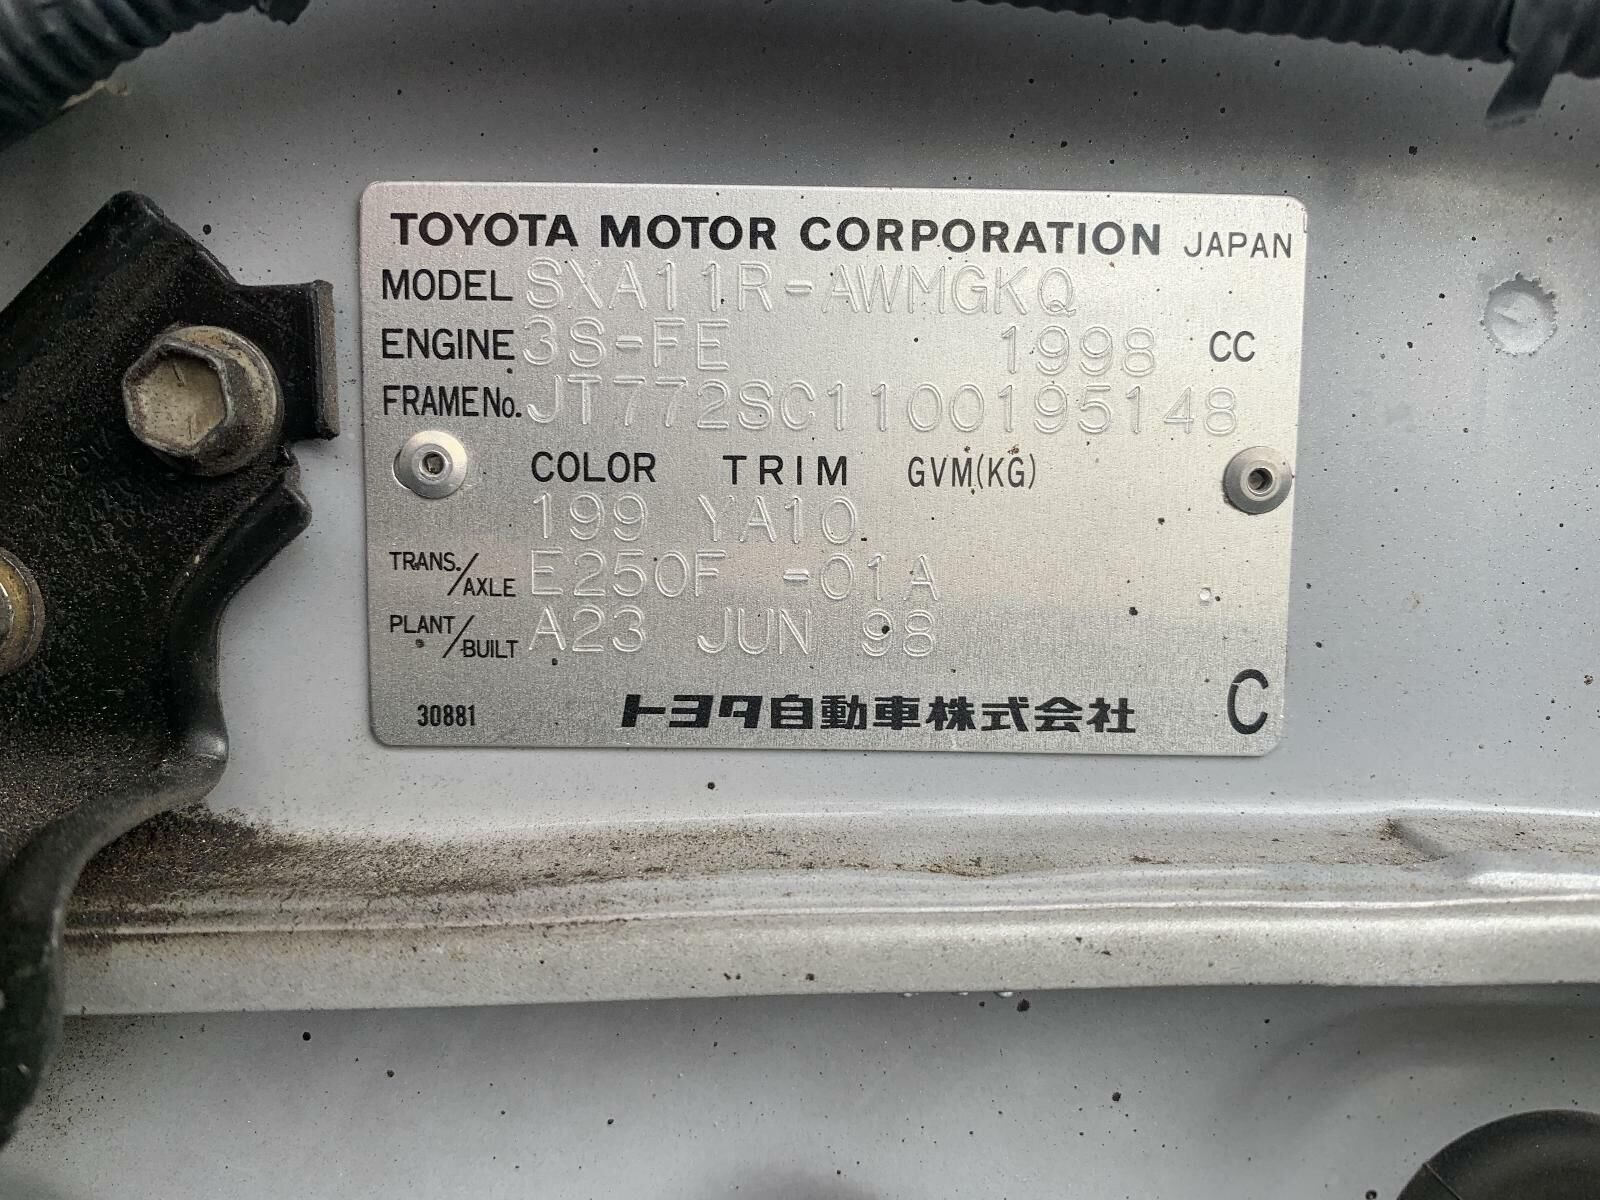 TOYOTA MOTOR CORPORATION JAPAN
MODEL SXA11R-AWMGKQ
ENGINE 3S-FE 1998 CC
FRAME No. JT772SC1100195148
COLOR TRIM GVM(KG)
199 YA10
TRANS./AXLE E250F -01A
PLANT/BUILT A23 JUN 98
30881 トヨタ自動車株式会社 C